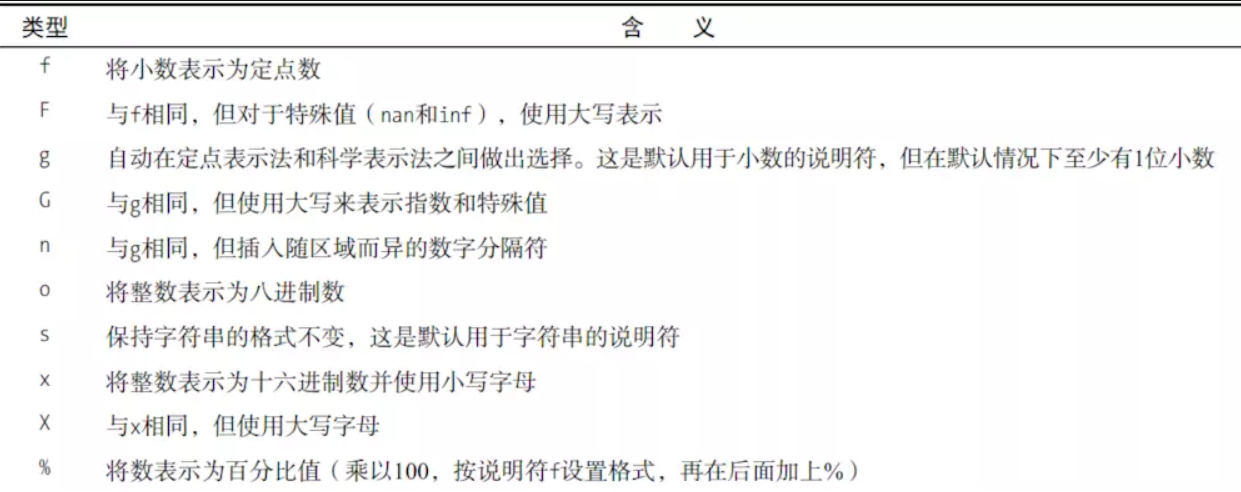 类型 含 义
f 将小数表示为定点数
F 与f相同，但对于特殊值（nan和inf），使用大写表示
g 自动在定点表示法和科学表示法之间做出选择。这是默认用于小数的说明符，但在默认情况下至少有1位小数
G 与g相同，但使用大写来表示指数和特殊值
n 与g相同，但插入随区域而异的数字分隔符
o 将整数表示为八进制数
s 保持字符串的格式不变，这是默认用于字符串的说明符
x 将整数表示为十六进制数并使用小写字母
X 与x相同，但使用大写字母
% 将数表示为百分比值（乘以100，按说明符f设置格式，再在后面加上%）